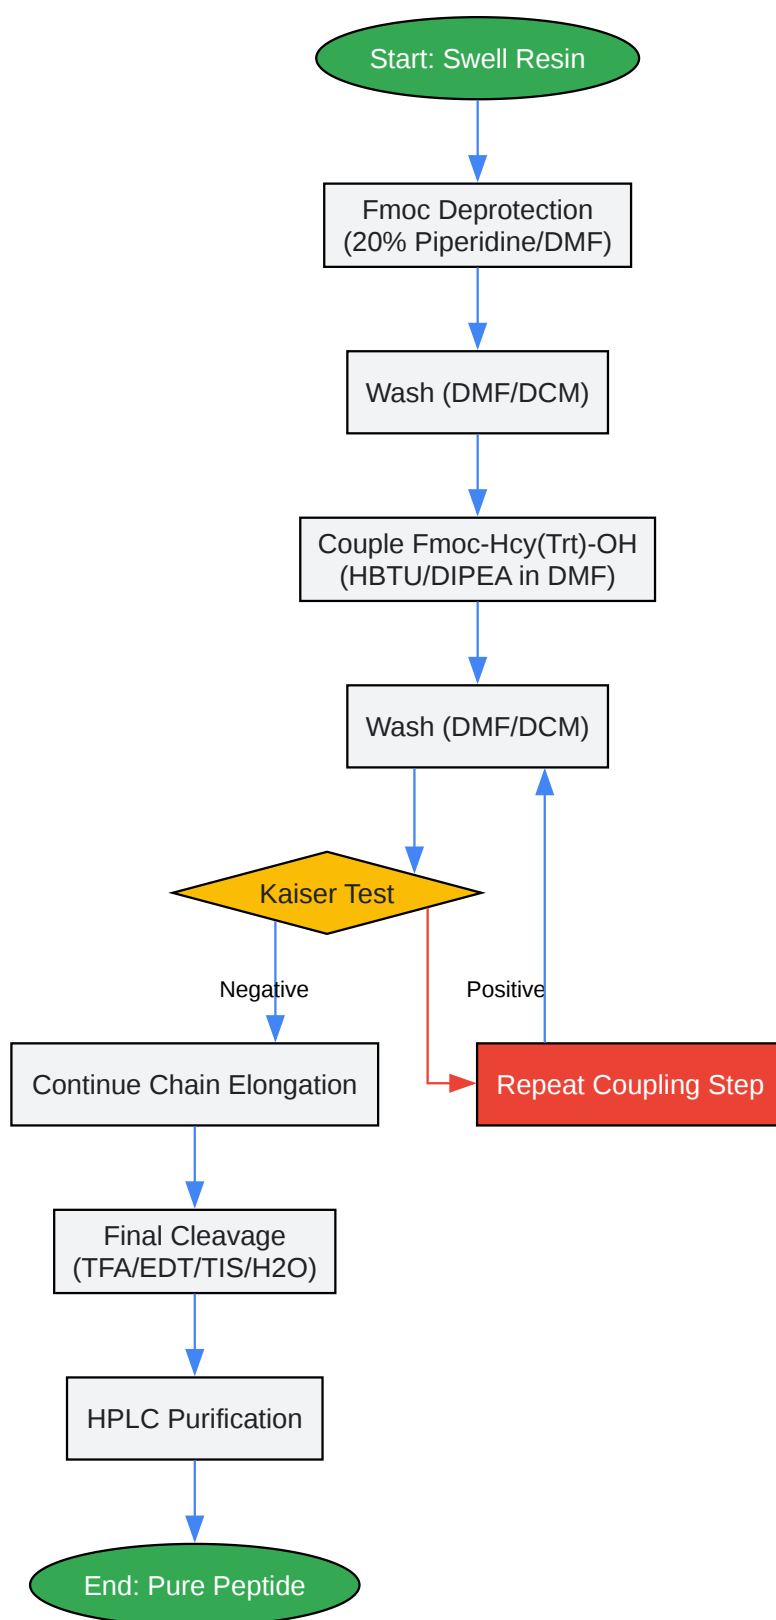 Start: Swell Resin
Fmoc Deprotection
(20% Piperidine/DMF)
Wash (DMF/DCM)
Couple Fmoc-Hcy(Trt)-OH
(HBTU/DIPEA in DMF)
Wash (DMF/DCM)
Kaiser Test
Negative
Positive
Continue Chain Elongation
Repeat Coupling Step
Final Cleavage
(TFA/EDT/TIS/H2O)
HPLC Purification
End: Pure Peptide